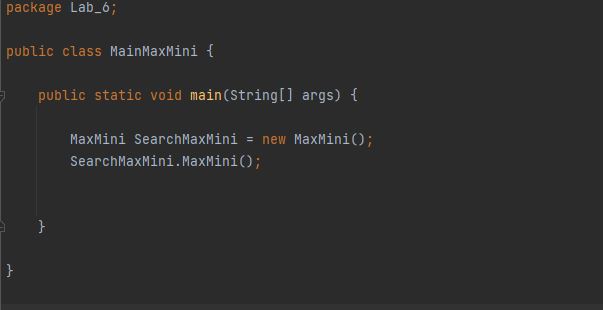 package Lab_6;
public class MainMaxMini {
public static void main(String[] args) {
MaxMini SearchMaxMini = new MaxMini();
SearchMaxMini.MaxMini();
}
}